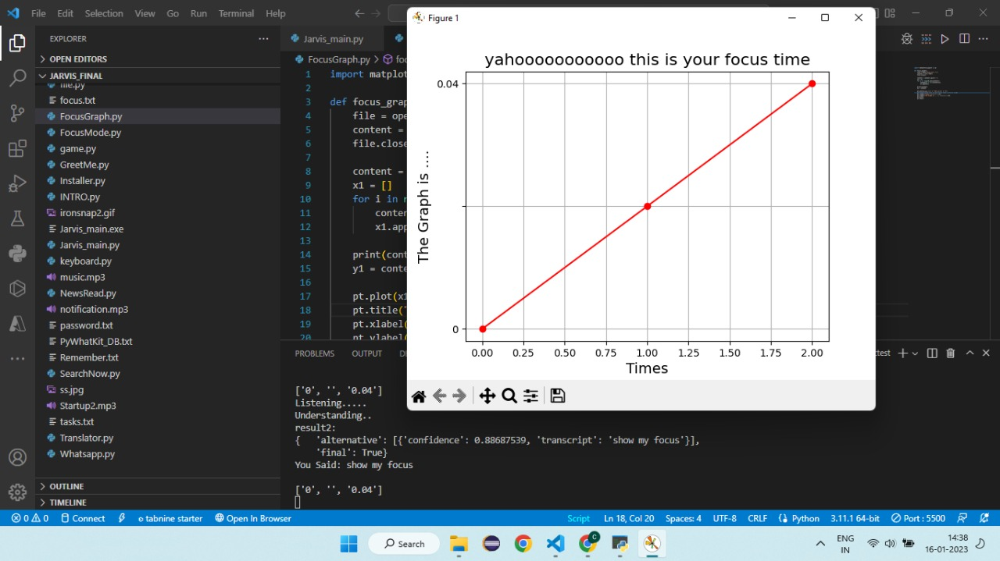 File Edit Selection View Go Run Terminal Help
Figure 1
EXPLORER
Jarvis_main.py
OPEN EDITORS
FocusGraph.py
JARVIS_FINAL
file.py
focus.txt
FocusGraph.py
FocusMode.py
game.py
GreetMe.py
Installer.py
INTRO.py
ironsnap2.gif
Jarvis_main.exe
Jarvis_main.py
keyboard.py
music.mp3
NewsRead.py
notification.mp3
password.txt
PyWhatKit_DB.txt
Remember.txt
SearchNow.py
ss.jpg
Startup2.mp3
tasks.txt
Translator.py
Whatsapp.py
OUTLINE
TIMELINE
1 import matplot
2
3 def focus_grap
4 file = ope
5 content =
6 file.close
7
8 content =
9 x1 = []
10 for i in r
11 conten
12 x1.app
13
14 print(cont
15 y1 = conte
16
17 pt.plot(x1
18 pt.title(
19 pt.xlabel(
20 pt.ylabel(
yahooooooooooo this is your focus time
The Graph is ....
0.04
0
0.00 0.25 0.50 0.75 1.00 1.25 1.50 1.75 2.00
Times
PROBLEMS OUTPUT
['0', '', '0.04']
Listening.....
Understanding..
result2:
{ 'alternative': [{'confidence': 0.88687539, 'transcript': 'show my focus'}],
'final': True}
You Said: show my focus
['0', '', '0.04']
0 0 Connect tabnine starter Open In Browser Script Ln 18, Col 20 Spaces: 4 UTF-8 CRLF Python 3.11.1 64-bit Port : 5500
Search
ENG
IN
14:38
16-01-2023